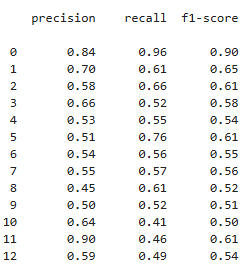 precision recall f1-score
0 0.84 0.96 0.90
1 0.70 0.61 0.65
2 0.58 0.66 0.61
3 0.66 0.52 0.58
4 0.53 0.55 0.54
5 0.51 0.76 0.61
6 0.54 0.56 0.55
7 0.55 0.57 0.56
8 0.45 0.61 0.52
9 0.50 0.52 0.51
10 0.64 0.41 0.50
11 0.90 0.46 0.61
12 0.59 0.49 0.54